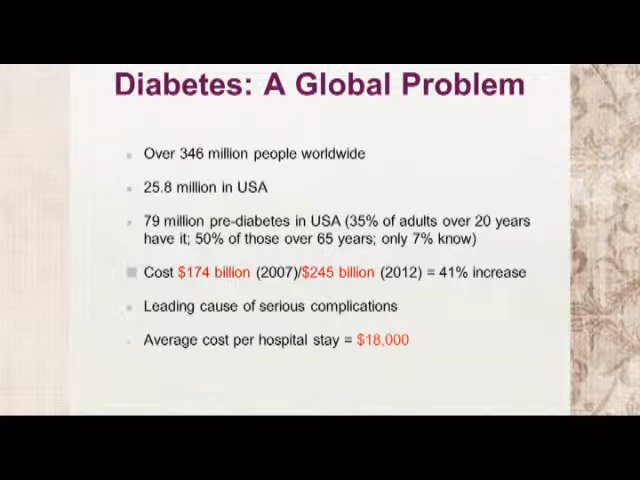 Diabetes: A Global Problem
Over 346 million people worldwide
25.8 million in USA
79 million pre-diabetes in USA (35% of adults over 20 years
have it; 50% of those over 65 years; only 7% know)
Cost $174 billion (2007)/$245 billion (2012) = 41% increase
Leading cause of serious complications
Average cost per hospital stay = $18,000